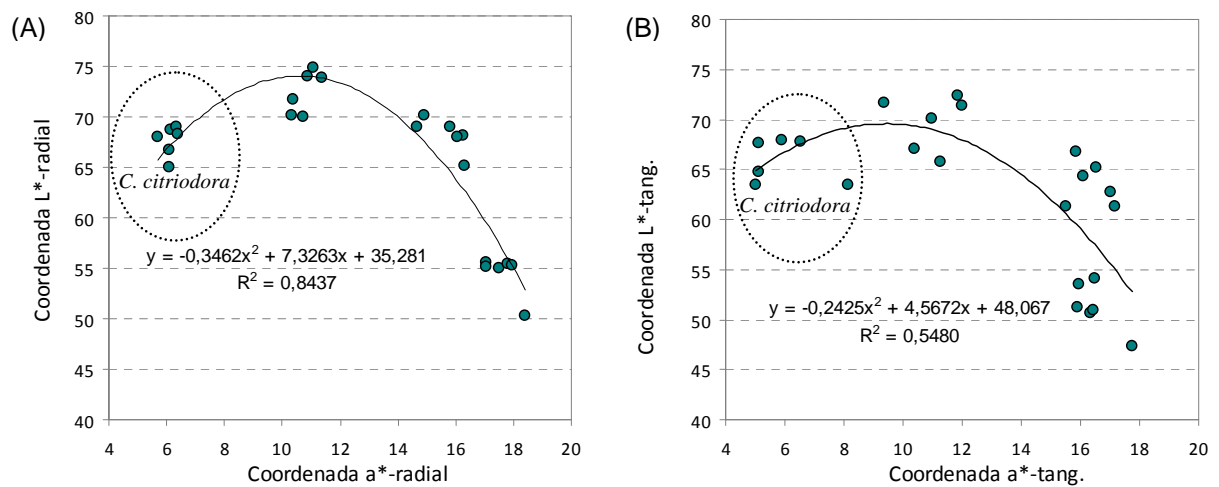 (A)
80
75
70
65
60
55
50
45
40
Coordenada L*-radial
C. citriodora
y = -0,3462x² + 7,3263x + 35,281
R² = 0,8437
4 6 8 10 12 14 16 18 20
Coordenada a*-radial
(B)
80
75
70
65
60
55
50
45
40
Coordenada L*-tang.
C. citriodora
y = -0,2425x² + 4,5672x + 48,067
R² = 0,5480
4 6 8 10 12 14 16 18 20
Coordenada a*-tang.